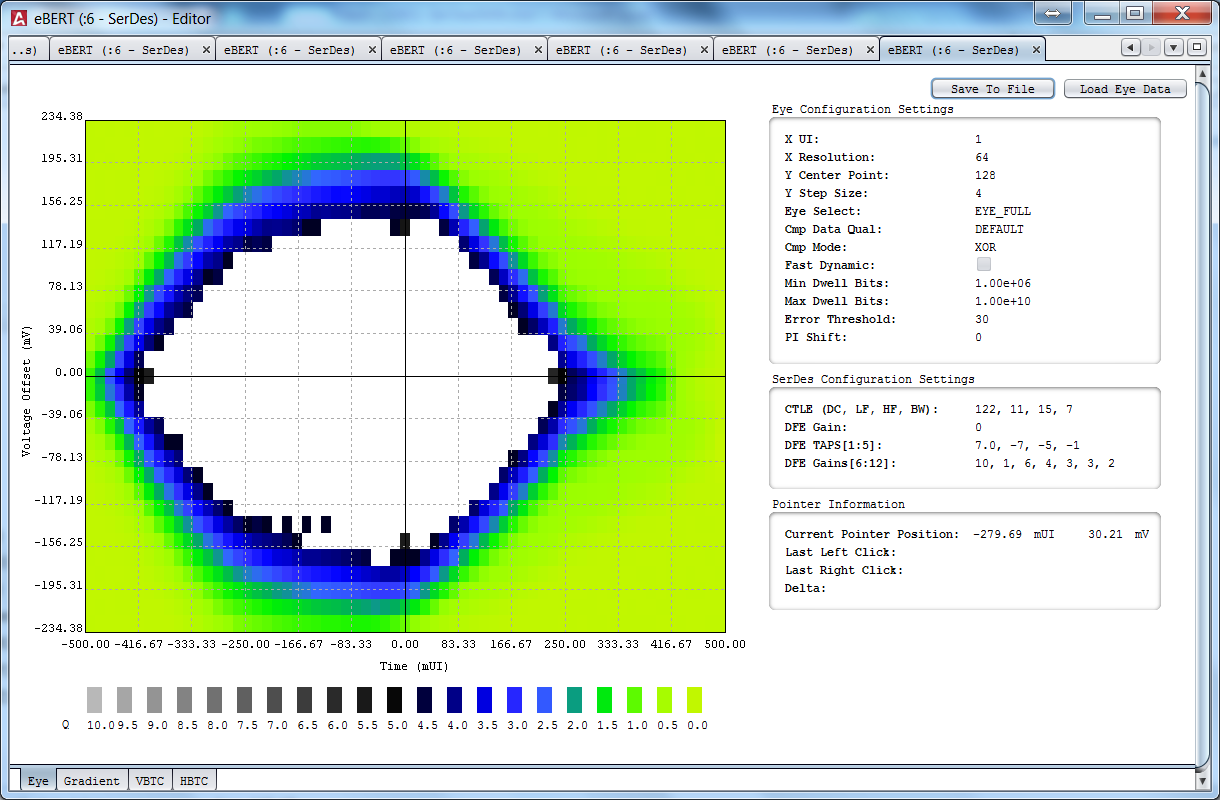 eBERT (:6 - SerDes) - Editor
..s) eBERT (:6 - SerDes) eBERT (:6 - SerDes) eBERT (:6 - SerDes) eBERT (:6 - SerDes) eBERT (:6 - SerDes) eBERT (:6 - SerDes)
Save To File Load Eye Data
Eye Configuration Settings
X UI: 1
X Resolution: 64
Y Center Point: 128
Y Step Size: 4
Eye Select: EYE_FULL
Cmp Data Qual: DEFAULT
Cmp Mode: XOR
Fast Dynamic:
Min Dwell Bits: 1.00e+06
Max Dwell Bits: 1.00e+10
Error Threshold: 30
PI Shift: 0
SerDes Configuration Settings
CTLE (DC, LF, HF, BW): 122, 11, 15, 7
DFE Gain: 0
DFE TAPS[1:5]: 7.0, -7, -5, -1
DFE Gains[6:12]: 10, 1, 6, 4, 3, 3, 2
Pointer Information
Current Pointer Position: -279.69 mUI 30.21 mV
Last Left Click:
Last Right Click:
Delta:
Voltage Offset (mV)
234.38
195.31
156.25
117.19
78.13
39.06
0.00
-39.06
-78.13
-117.19
-156.25
-195.31
-234.38
-500.00 -416.67 -333.33 -250.00 -166.67 -83.33 0.00 83.33 166.67 250.00 333.33 416.67 500.00
Time (mUI)
Q 10.0 9.5 9.0 8.5 8.0 7.5 7.0 6.5 6.0 5.5 5.0 4.5 4.0 3.5 3.0 2.5 2.0 1.5 1.0 0.5 0.0
Eye Gradient VBTC HBTC